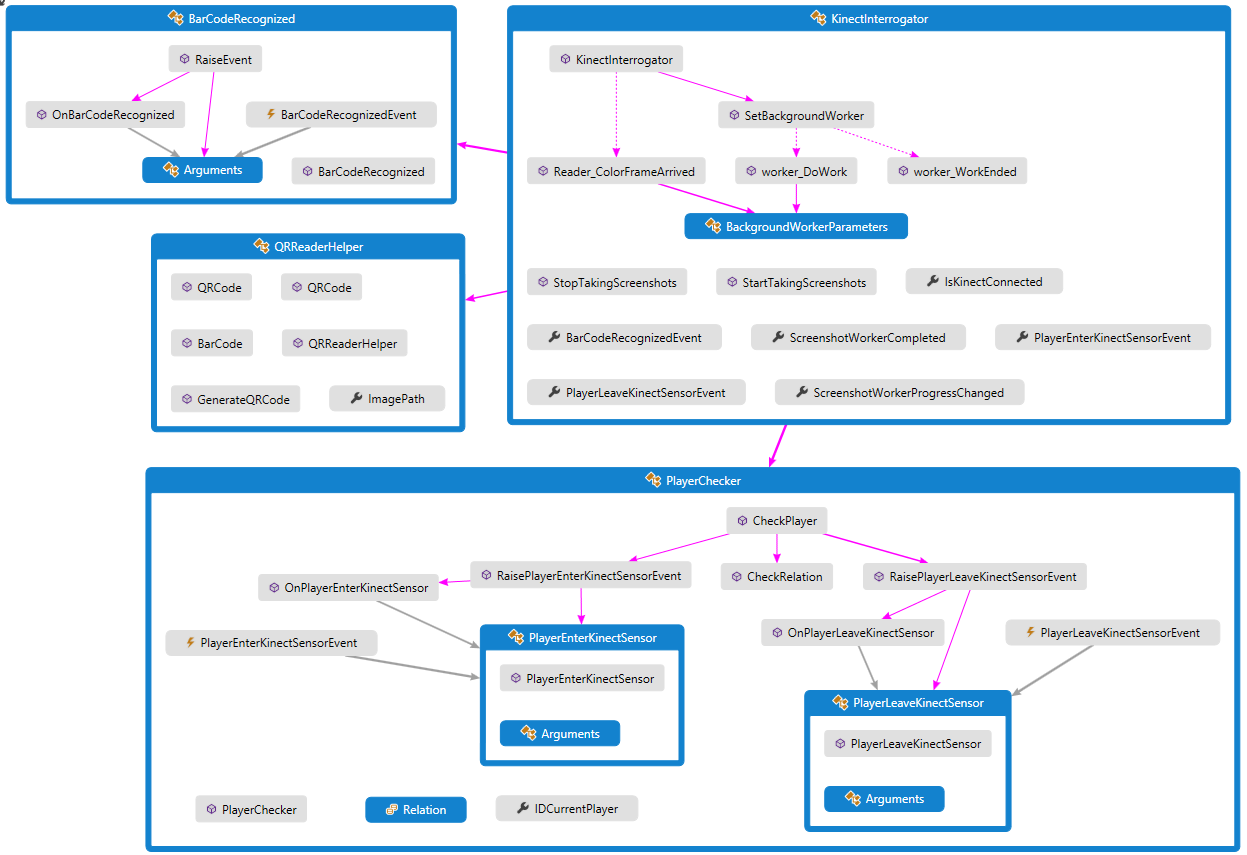 BarCodeRecognized
RaiseEvent
OnBarCodeRecognized
BarCodeRecognizedEvent
Arguments
BarCodeRecognized
KinectInterrogator
KinectInterrogator
SetBackgroundWorker
Reader_ColorFrameArrived
worker_DoWork
worker_WorkEnded
BackgroundWorkerParameters
StopTakingScreenshots
StartTakingScreenshots
IsKinectConnected
BarCodeRecognizedEvent
ScreenshotWorkerCompleted
PlayerEnterKinectSensorEvent
PlayerLeaveKinectSensorEvent
ScreenshotWorkerProgressChanged
QRReaderHelper
QRCode
QRCode
BarCode
QRReaderHelper
GenerateQRCode
ImagePath
PlayerChecker
CheckPlayer
RaisePlayerEnterKinectSensorEvent
CheckRelation
RaisePlayerLeaveKinectSensorEvent
OnPlayerEnterKinectSensor
OnPlayerLeaveKinectSensor
PlayerLeaveKinectSensorEvent
PlayerEnterKinectSensorEvent
PlayerEnterKinectSensor
PlayerEnterKinectSensor
Arguments
PlayerLeaveKinectSensor
PlayerLeaveKinectSensor
Arguments
PlayerChecker
Relation
IDCurrentPlayer